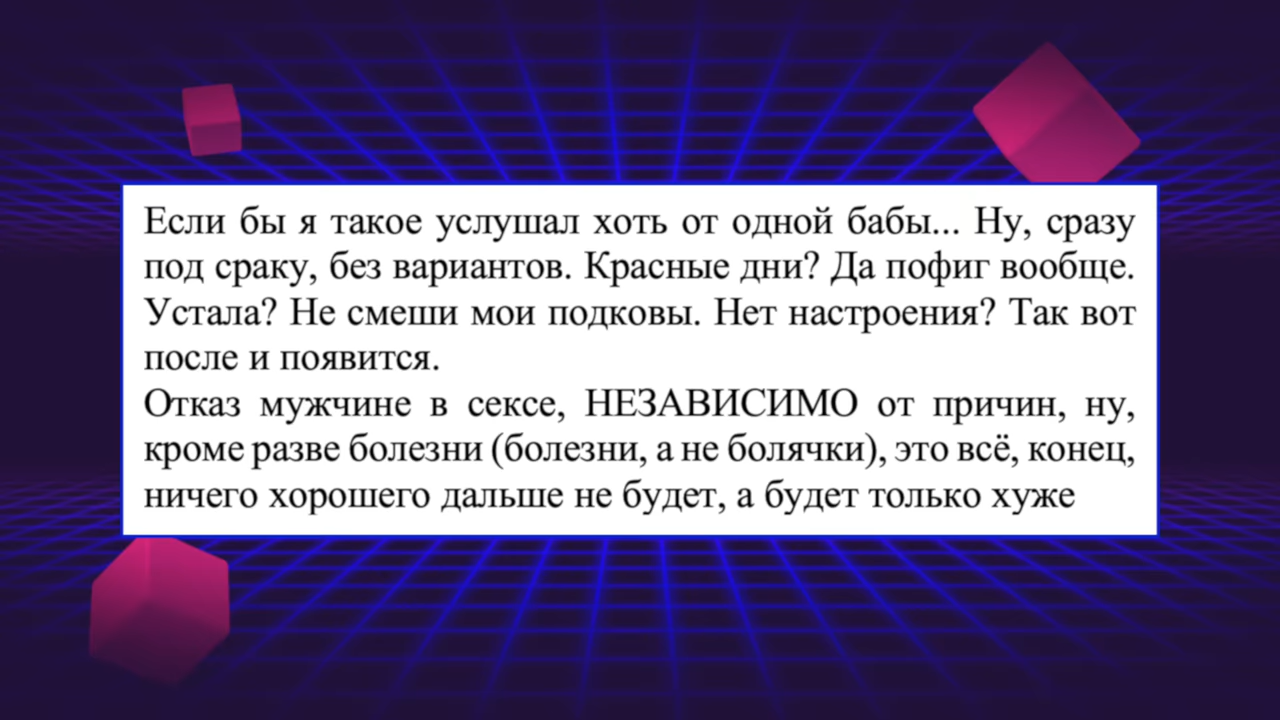 Если бы я такое услушал хоть от одной бабы... Ну, сразу
под сраку, без вариантов. Красные дни? Да пофиг вообще.
Устала? Не смеши мои подковы. Нет настроения? Так вот
после и появится.
Отказ мужчине в сексе, НЕЗАВИСИМО от причин, ну,
кроме разве болезни (болезни, а не болячки), это всё, конец,
ничего хорошего дальше не будет, а будет только хуже